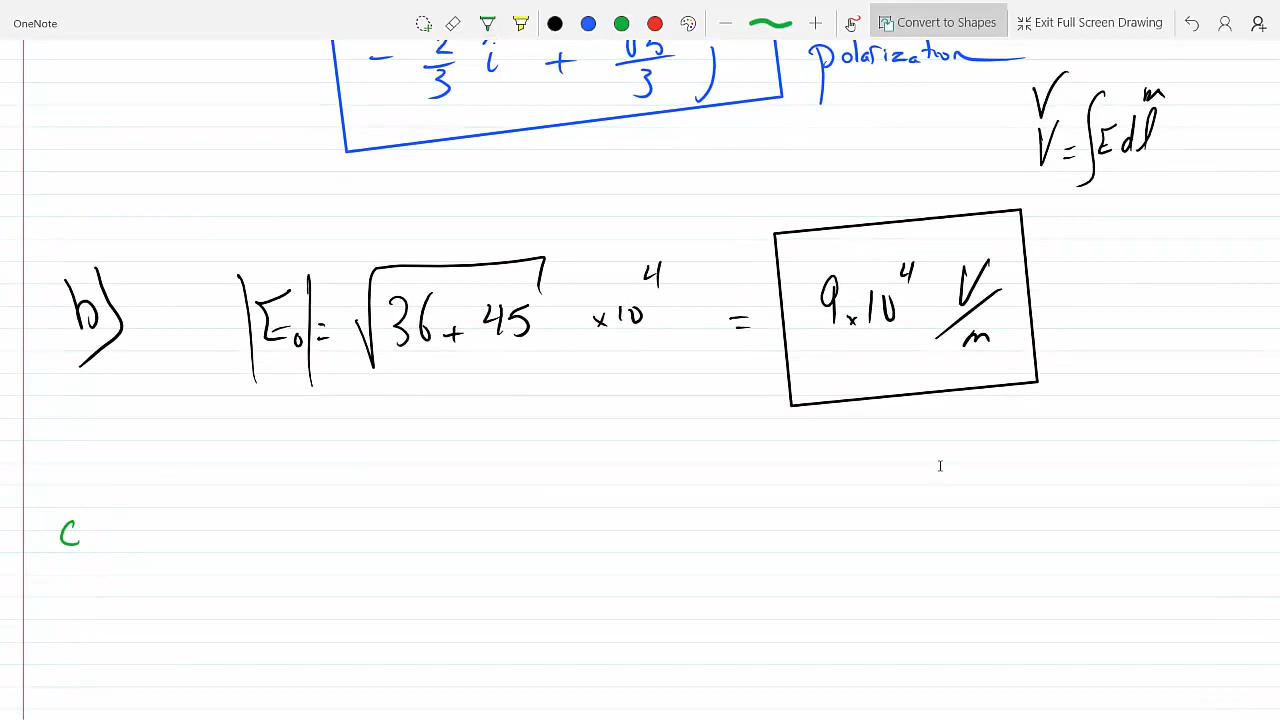 OneNote
Convert to Shapes
Exit Full Screen Drawing
- 2/3 i + √5/3 ) polarization
V m
V = ∫ E dl
b) |E₀| = √36 + 45 × 10⁴ = 9 × 10⁴ V/m
C